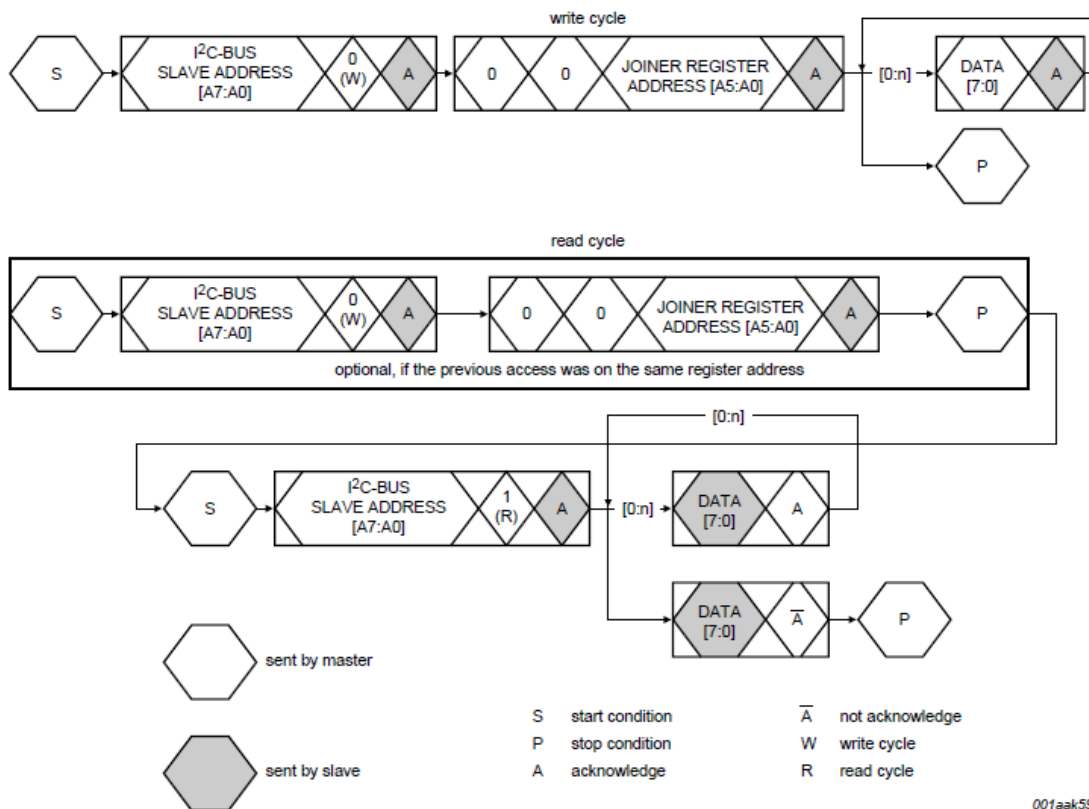 write cycle
S
I²C-BUS
SLAVE ADDRESS
[A7:A0]
0
(W)
A
0
0
JOINER REGISTER
ADDRESS [A5:A0]
A
[0:n]
DATA
[7:0]
A
P
read cycle
S
I²C-BUS
SLAVE ADDRESS
[A7:A0]
0
(W)
A
0
0
JOINER REGISTER
ADDRESS [A5:A0]
A
P
optional, if the previous access was on the same register address
[0:n]
S
I²C-BUS
SLAVE ADDRESS
[A7:A0]
1
(R)
A
[0:n]
DATA
[7:0]
A
DATA
[7:0]
A̅
P
sent by master
sent by slave
S start condition
P stop condition
A acknowledge
A̅ not acknowledge
W write cycle
R read cycle